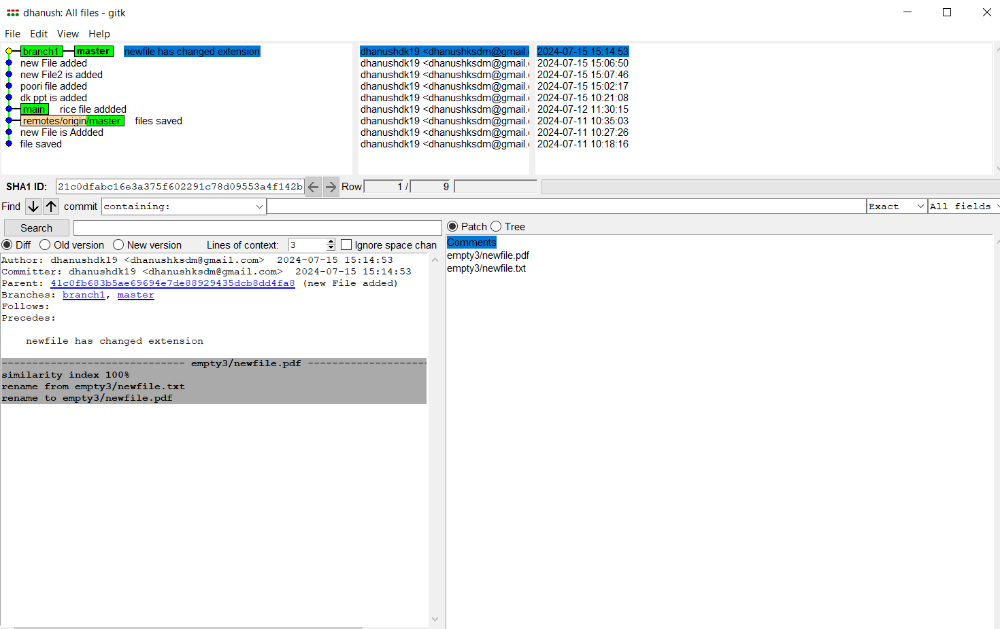 dhanush: All files - gitk
File Edit View Help
branch1 master newfile has changed extension dhanushdk19 <dhanushksdm@gmail. 2024-07-15 15:14:53
new File added dhanushdk19 <dhanushksdm@gmail. 2024-07-15 15:06:50
new File2 is added dhanushdk19 <dhanushksdm@gmail. 2024-07-15 15:07:46
poori file added dhanushdk19 <dhanushksdm@gmail. 2024-07-15 15:02:17
dk ppt is added dhanushdk19 <dhanushksdm@gmail. 2024-07-15 10:21:08
main rice file addded dhanushdk19 <dhanushksdm@gmail. 2024-07-12 11:30:15
remotes/origin/master files saved dhanushdk19 <dhanushksdm@gmail. 2024-07-11 10:35:03
new File is Addded dhanushdk19 <dhanushksdm@gmail. 2024-07-11 10:27:26
file saved dhanushdk19 <dhanushksdm@gmail. 2024-07-11 10:18:16
SHA1 ID: 21c0dfabc16e3a375f602291c78d09553a4f142b Row 1 / 9
Find commit containing: Exact All fields
Search Patch Tree
Diff Old version New version Lines of context: 3 Ignore space chan
Comments
empty3/newfile.pdf
empty3/newfile.txt
Author: dhanushdk19 <dhanushksdm@gmail.com> 2024-07-15 15:14:53
Committer: dhanushdk19 <dhanushksdm@gmail.com> 2024-07-15 15:14:53
Parent: 41c0fb683b5ae69694e7de88929435dcb8dd4fa8 (new File added)
Branches: branch1, master
Follows:
Precedes:
newfile has changed extension
------------------------------ empty3/newfile.pdf --------------------
similarity index 100%
rename from empty3/newfile.txt
rename to empty3/newfile.pdf